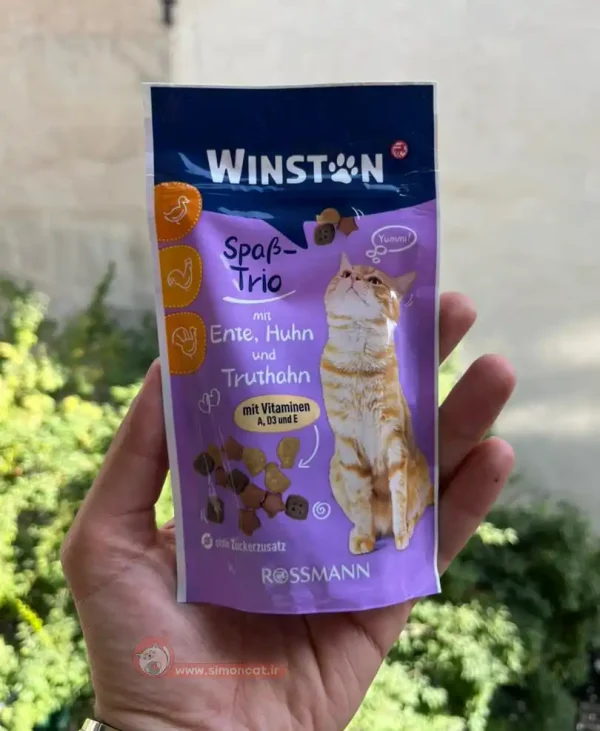 WINSTON
Yummi!
Spaß-
Trio
mit
Ente, Huhn
und
Truthahn
mit Vitaminen
A, D3 und E
ohne Zuckerzusatz
ROSSMANN
www.simoncat.ir